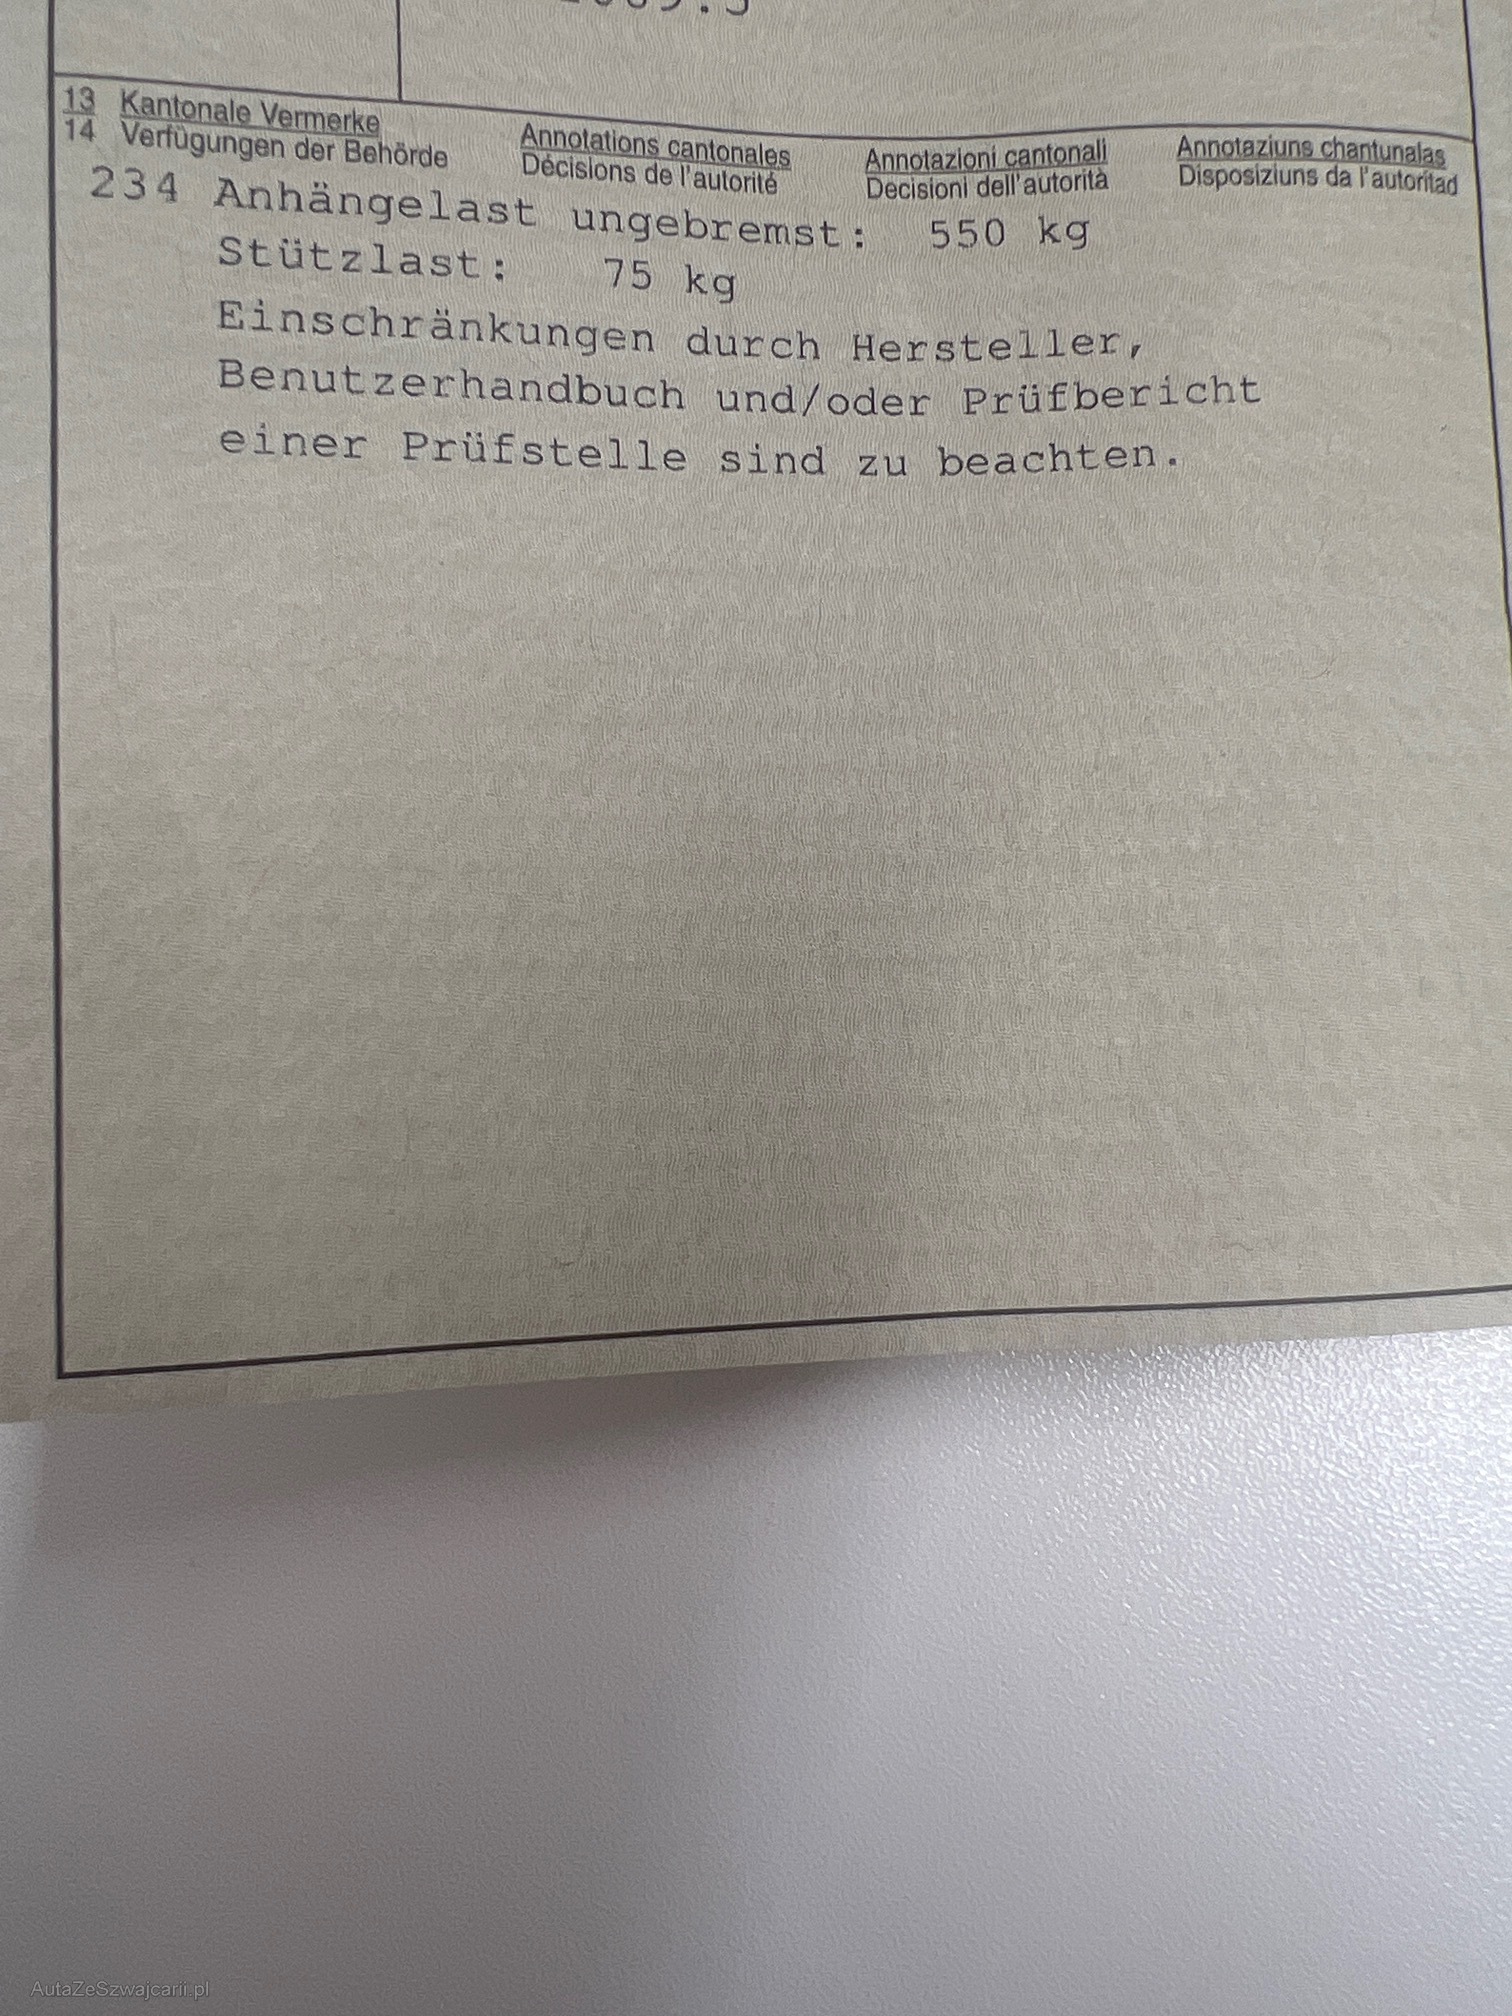 13 Kantonale Vermerke
14 Verfügungen der Behörde
Annotations cantonales
Décisions de l'autorité
Annotazioni cantonali
Decisioni dell'autorità
Annotaziuns chantunalas
Disposiziuns da l'autoritad
234 Anhängelast ungebremst: 550 kg
Stützlast: 75 kg
Einschränkungen durch Hersteller,
Benutzerhandbuch und/oder Prüfbericht
einer Prüfstelle sind zu beachten.
AutaZeSzwajcarii.pl